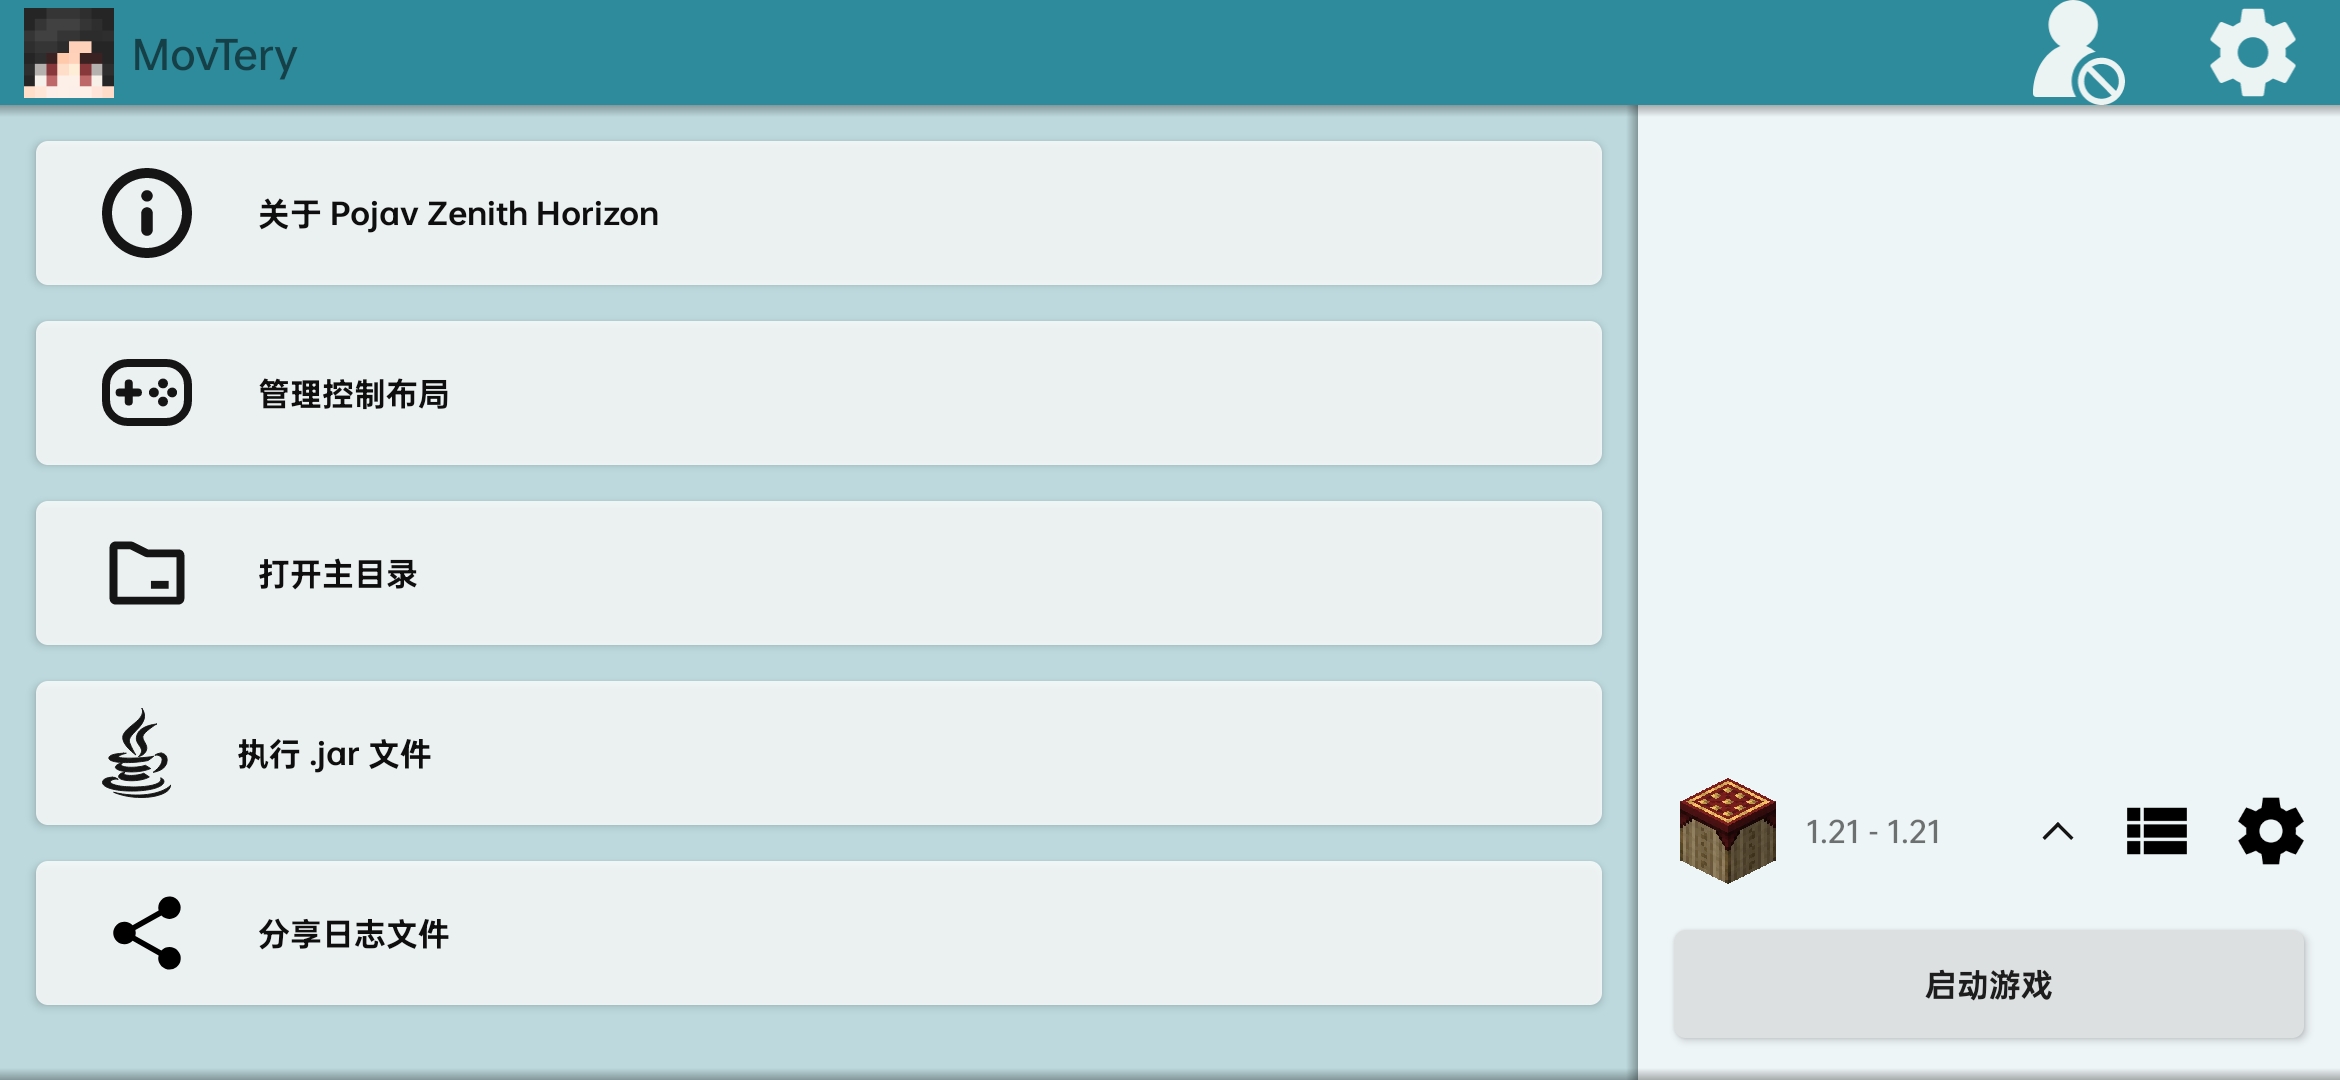 MovTery
关于 Pojav Zenith Horizon
管理控制布局
打开主目录
执行 .jar 文件
分享日志文件
1.21 - 1.21
启动游戏